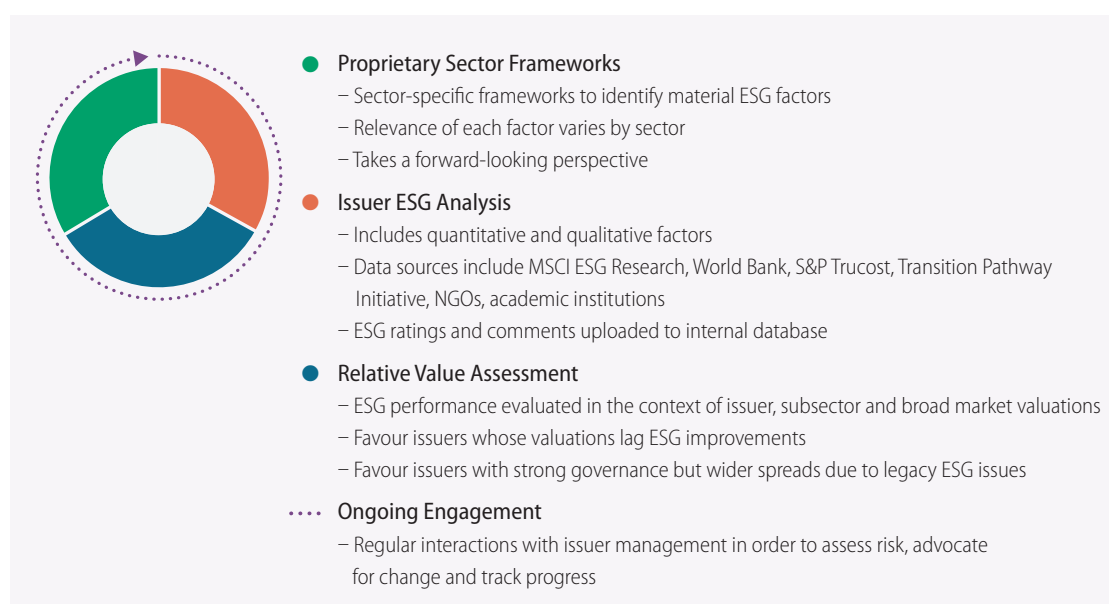 Proprietary Sector Frameworks
– Sector-specific frameworks to identify material ESG factors
– Relevance of each factor varies by sector
– Takes a forward-looking perspective
Issuer ESG Analysis
– Includes quantitative and qualitative factors
– Data sources include MSCI ESG Research, World Bank, S&P Trucost, Transition Pathway
Initiative, NGOs, academic institutions
– ESG ratings and comments uploaded to internal database
Relative Value Assessment
– ESG performance evaluated in the context of issuer, subsector and broad market valuations
– Favour issuers whose valuations lag ESG improvements
– Favour issuers with strong governance but wider spreads due to legacy ESG issues
Ongoing Engagement
– Regular interactions with issuer management in order to assess risk, advocate
for change and track progress